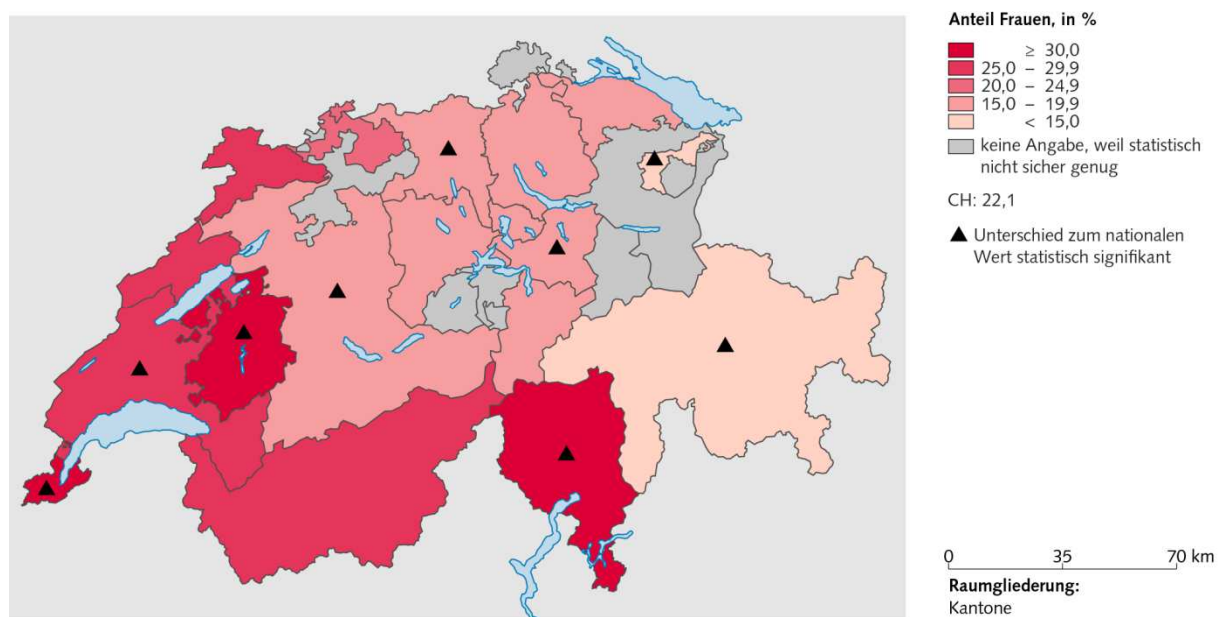 Anteil Frauen, in %
≥ 30,0
25,0 – 29,9
20,0 – 24,9
15,0 – 19,9
< 15,0
keine Angabe, weil statistisch
nicht sicher genug
CH: 22,1
Unterschied zum nationalen
Wert statistisch signifikant
0 35 70 km
Raumgliederung:
Kantone